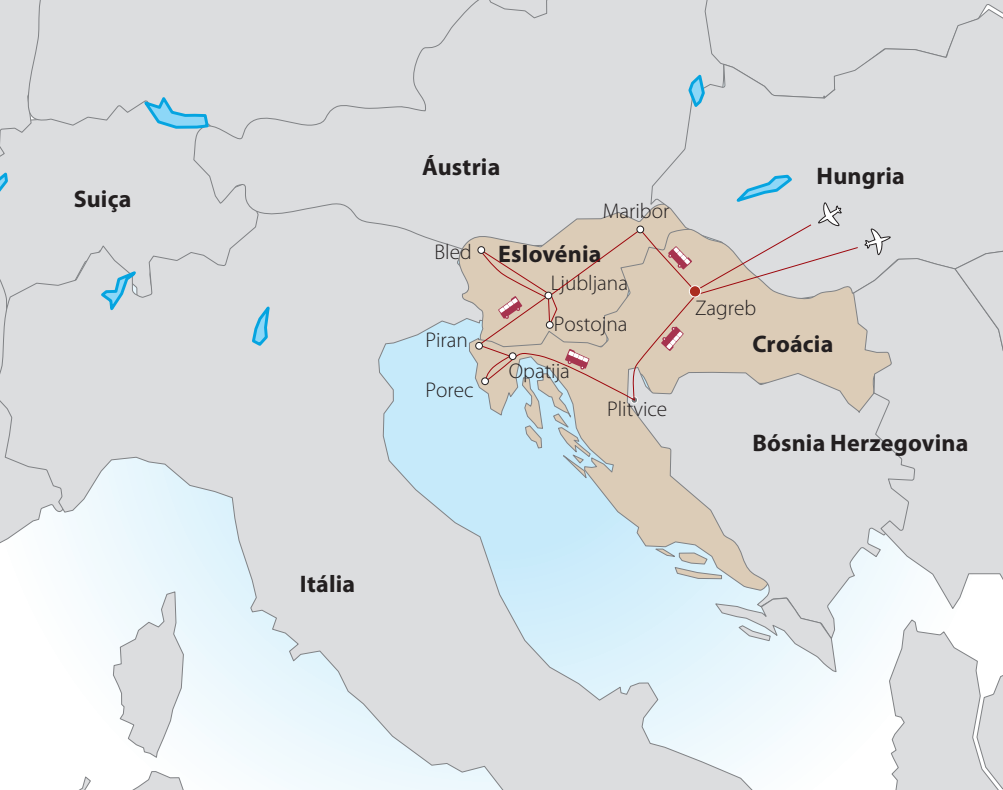 Áustria
Hungria
Suiça
Maribor
Bled
Eslovénia
Ljubljana
Zagreb
Postojna
Piran
Croácia
Opatija
Porec
Plitvice
Bósnia Herzegovina
Itália